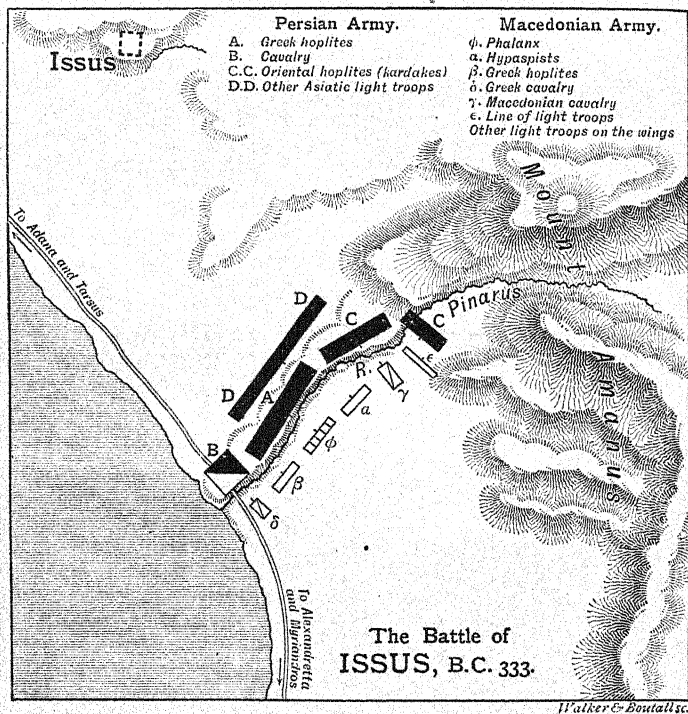 Persian Army.
A. Greek hoplites
B. Cavalry
C.C. Oriental hoplites (kardakes)
D.D. Other Asiatic light troops
Macedonian Army.
φ. Phalanx
α. Hypaspists
β. Greek hoplites
δ. Greek cavalry
γ. Macedonian cavalry
ε. Line of light troops
Other light troops on the wings
Issus
To Adana and Tarsus
Mount
Amanus
D
C
C
Pinarus
R.
ε
γ
D
A
α
φ
B
β
δ
To Alexandretta
and Myriandros
The Battle of
ISSUS, B.C. 333.
Walker & Boutall sc.